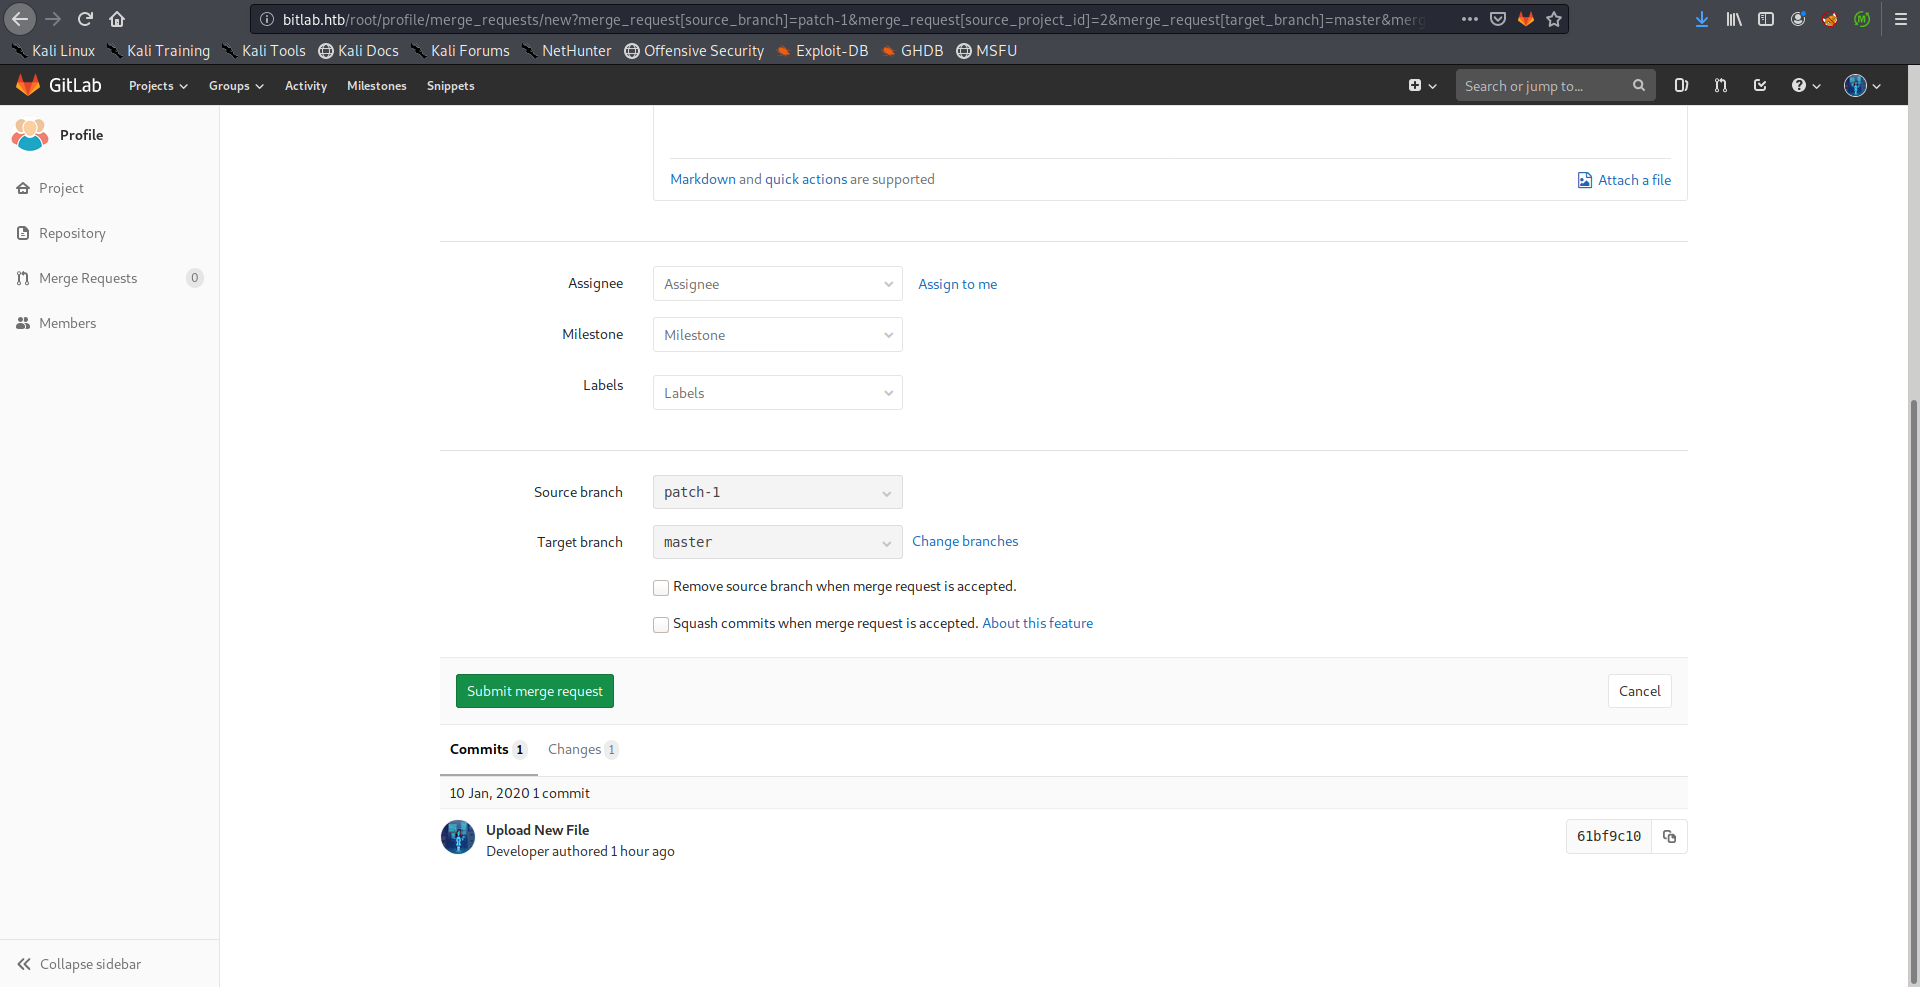 bitlab.htb/root/profile/merge_requests/new?merge_request[source_branch]=patch-1&merge_request[source_project_id]=2&merge_request[target_branch]=master&merg
Kali Linux Kali Training Kali Tools Kali Docs Kali Forums NetHunter Offensive Security Exploit-DB GHDB MSFU
GitLab Projects Groups Activity Milestones Snippets Search or jump to...
Profile
Project
Repository
Merge Requests 0
Members
Collapse sidebar
Markdown and quick actions are supported Attach a file
Assignee Assignee Assign to me
Milestone Milestone
Labels Labels
Source branch patch-1
Target branch master Change branches
Remove source branch when merge request is accepted.
Squash commits when merge request is accepted. About this feature
Submit merge request Cancel
Commits 1 Changes 1
10 Jan, 2020 1 commit
Upload New File
Developer authored 1 hour ago
61bf9c10